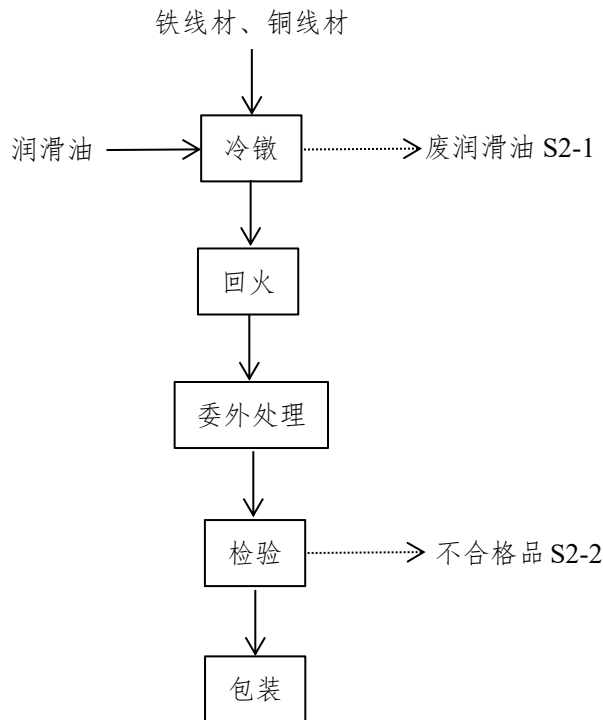 铁线材、铜线材
润滑油
冷镦
废润滑油 S2-1
回火
委外处理
检验
不合格品 S2-2
包装